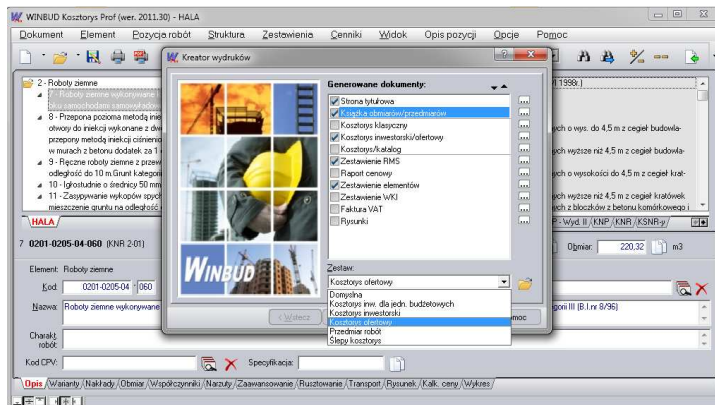 WINBUD Kosztorys Prof (wer. 2011.30) - HALA
Dokument Element Pozycja robót Struktura Zestawienia Cenniki Widok Opis pozycji Opcje Pomoc
Kreator wydruków
2 - Roboty ziemne
7 - Roboty ziemne wykonywane k
8 - Przepona pozioma metodą inie
otwory do iniekcji wykonane z dw
przepony metodą iniekcji ciśnienio
w murach z betonu dodatek za 1
9 - Ręczne roboty ziemne z przew
odległość do 10 m.Grunt kategorii
10 - Igłostudnie o średnicy 50 mm
11 - Zasypywanie wykopów spych
mieszczenie gruntu na odległość
HALA
Generowane dokumenty:
Strona tytułowa
Książka obmiarów/przedmiarów
Kosztorys klasyczny
Kosztorys inwestorski/ofertowy
Kosztorys/katalog
Zestawienie RMS
Raport cenowy
Zestawienie elementów
Zestawienie WKI
Faktura VAT
Rysunki
WINBUD
Zestaw:
Kosztorys ofertowy
Domyślna
Kosztorys inw. dla jedn. budżetowych
Kosztorys inwestorski
Kosztorys ofertowy
Przedmiar robót
Ślepy kosztorys
< Wstecz
moc
1998r.)
ych o wys. do 4,5 m z cegieł budowla-
ych wyższe niż 4,5 m z cegieł budowla-
ych o wysokości do 4,5 m z cegieł krat-
ych wyższe niż 4,5 m z cegieł kratówek
ych z bloczków z betonu komórkowego i
P - Wyd. II /KNP /KNR /KSNR-y/
7 0201-0205-04-060 (KNR 2-01)
Obmiar: 220,32 m3
Element: Roboty ziemne
Kod: 0201-0205-04 060
Nazwa: Roboty ziemne wykonywane
gorii III (B.I.nr 8/96)
Charakt. robót:
Kod CPV:
Specyfikacja:
Opis /Warianty /Nakłady /Obmiar /Współczynniki /Narzuty /Zaawansowanie /Rusztowanie /Transport /Rysunek /Kalk. ceny /Wykres /